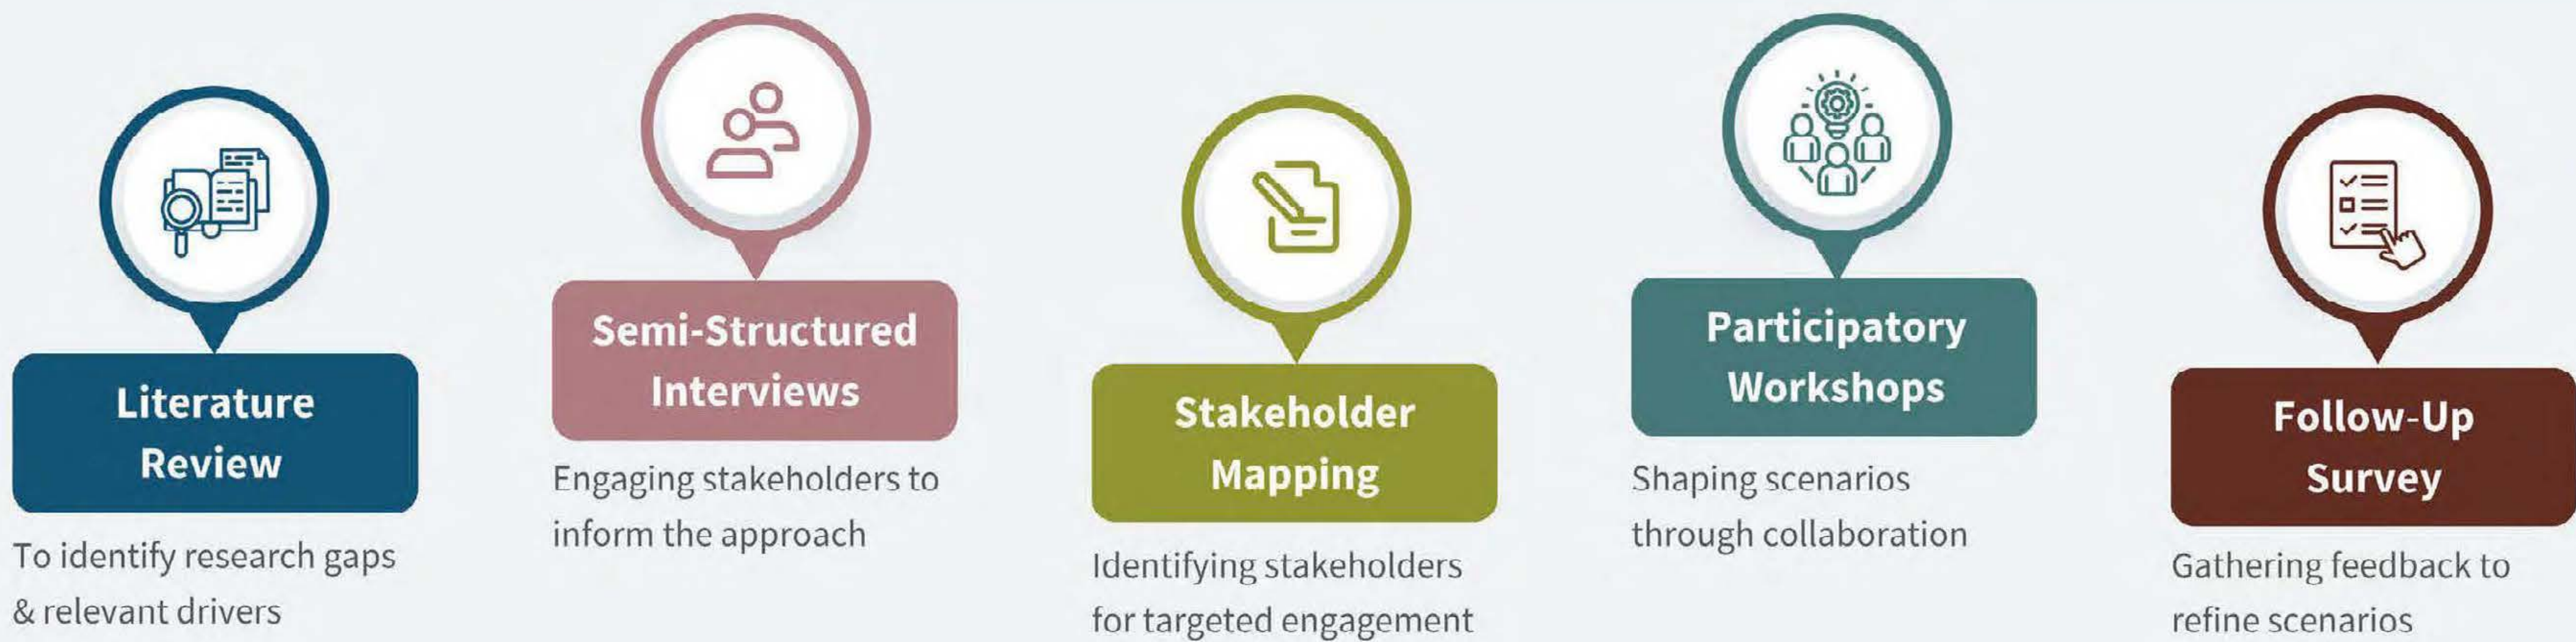 Literature
Review
To identify research gaps
& relevant drivers
Semi-Structured
Interviews
Engaging stakeholders to
inform the approach
Stakeholder
Mapping
Identifying stakeholders
for targeted engagement
Participatory
Workshops
Shaping scenarios
through collaboration
Follow-Up
Survey
Gathering feedback to
refine scenarios